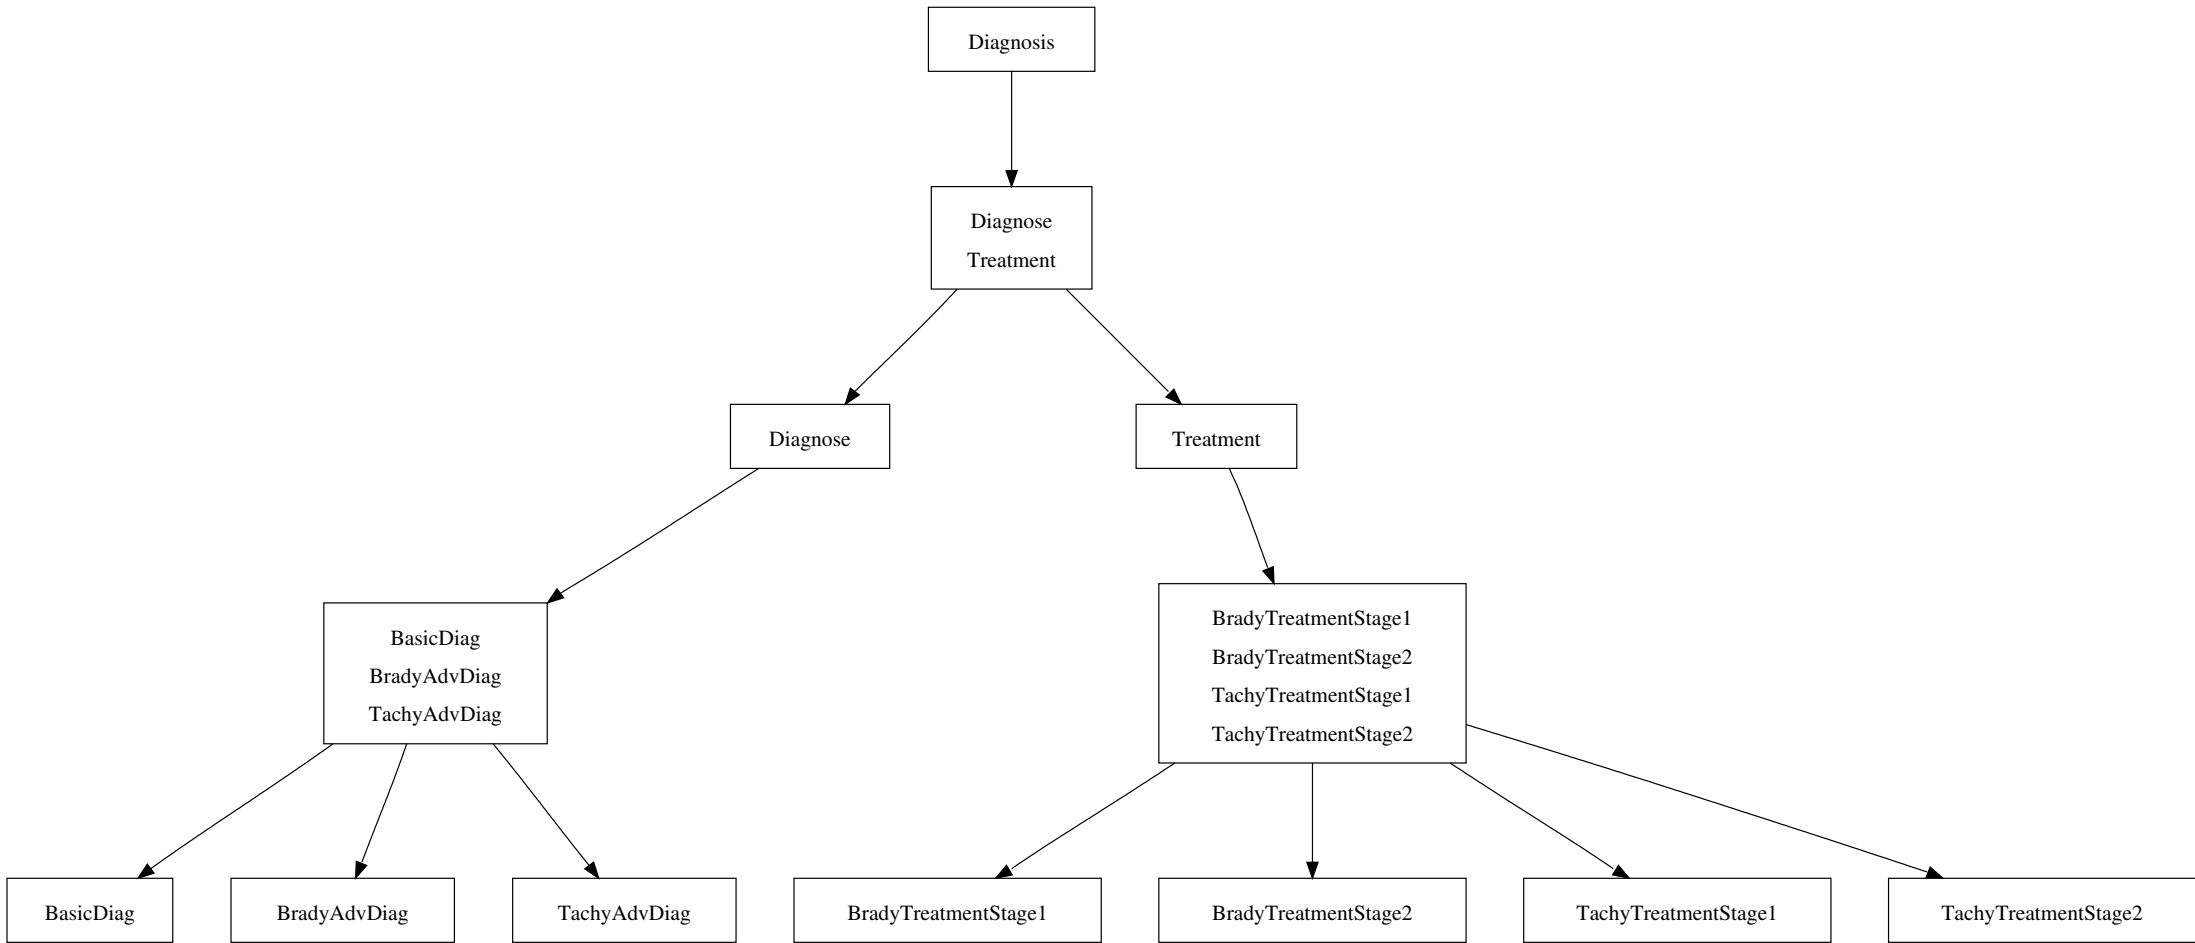 Diagnosis
Diagnose
Treatment
Diagnose
Treatment
BasicDiag
BradyAdvDiag
TachyAdvDiag
BradyTreatmentStage1
BradyTreatmentStage2
TachyTreatmentStage1
TachyTreatmentStage2
BasicDiag
BradyAdvDiag
TachyAdvDiag
BradyTreatmentStage1
BradyTreatmentStage2
TachyTreatmentStage1
TachyTreatmentStage2